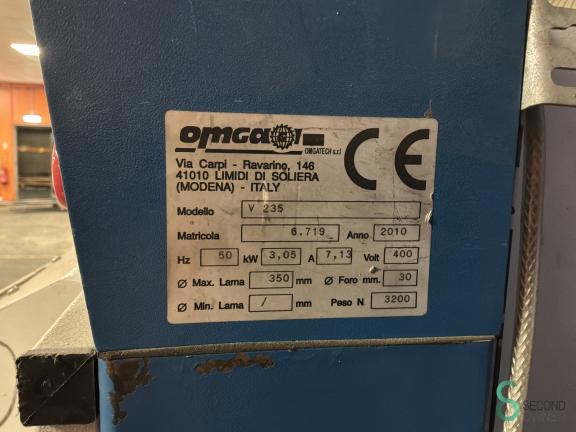 omga
OMGATECH s.r.l
CE
Via Carpi - Ravarino, 146
41010 LIMIDI DI SOLIERA
(MODENA) - ITALY
Modello V 235
Matricola 6.719 Anno 2010
Hz 50 kW 3,05 A 7,13 Volt 400
Ø Max. Lama 350 mm Ø Foro mm. 30
Ø Min. Lama / mm Peso N 3200
SECOND